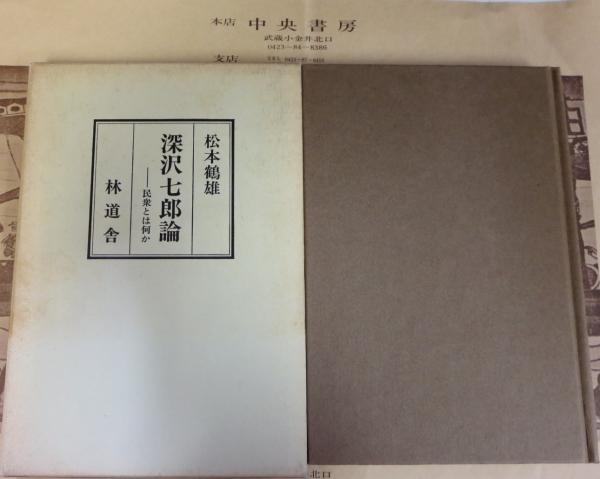 本店 中央書房
武蔵小金井北口
0423-84-8386
支店
松本鶴雄
深沢七郎論
──民衆とは何か
林道舎
北口